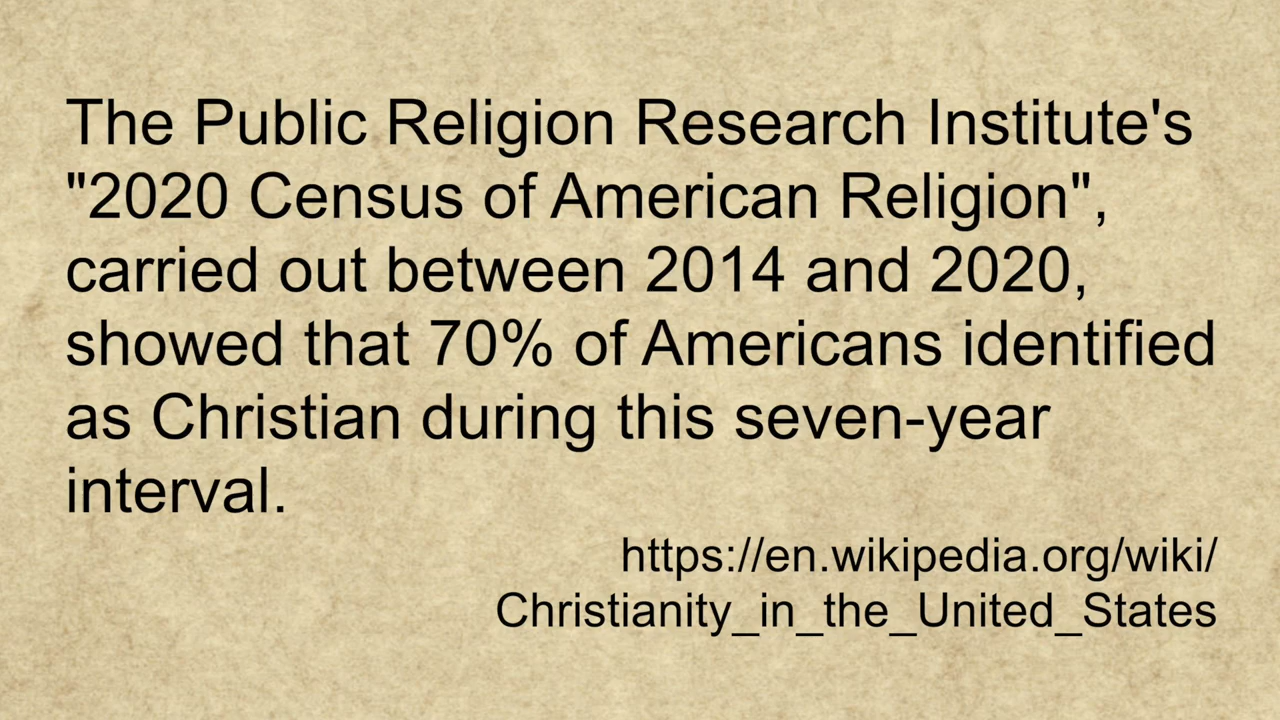 The Public Religion Research Institute's
"2020 Census of American Religion",
carried out between 2014 and 2020,
showed that 70% of Americans identified
as Christian during this seven-year
interval.
https://en.wikipedia.org/wiki/
Christianity_in_the_United_States